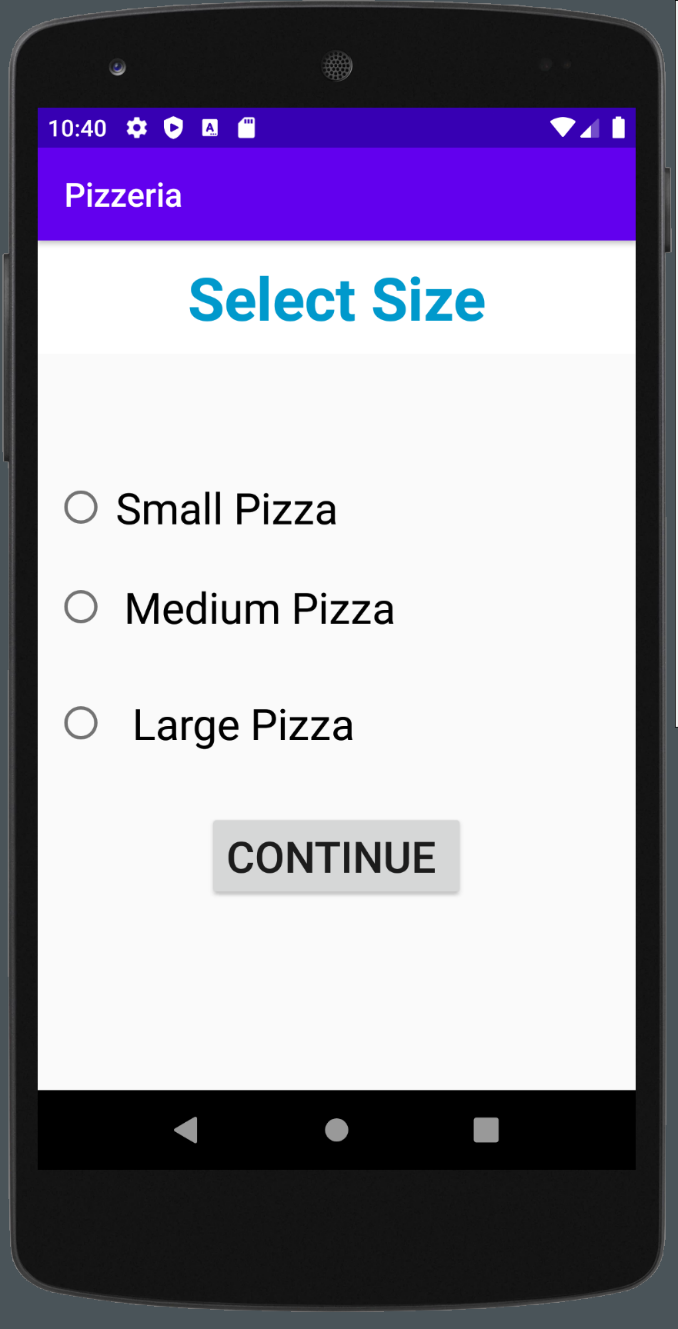 10:40
Pizzeria
Select Size
Small Pizza
Medium Pizza
Large Pizza
CONTINUE